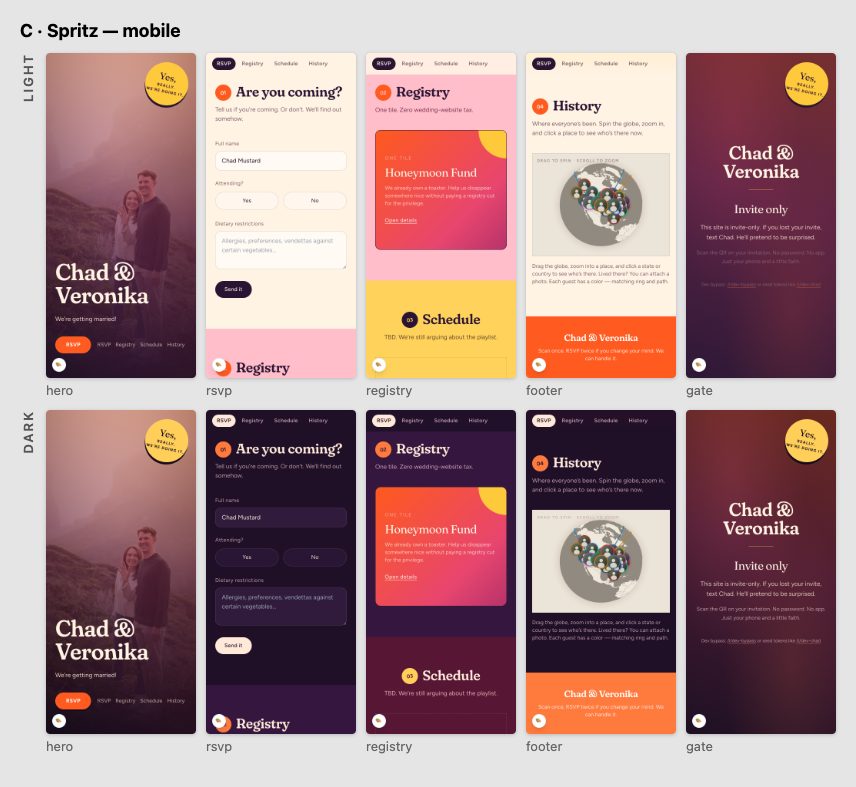 C · Spritz — mobile
LIGHT
Yes,
REALLY.
WE'RE DOING IT.
Chad &
Veronika
We're getting married!
RSVP RSVP Registry Schedule History
hero
RSVP Registry Schedule History
01 Are you coming?
Tell us if you're coming. Or don't. We'll find out
somehow.
Full name
Chad Mustard
Attending?
Yes No
Dietary restrictions
Allergies, preferences, vendettas against
certain vegetables…
Send it
Registry
rsvp
RSVP Registry Schedule History
02 Registry
One tile. Zero wedding-website tax.
ONE TILE
Honeymoon Fund
We already own a toaster. Help us disappear
somewhere nice without paying a registry cut
for the privilege.
Open details
03 Schedule
TBD. We're still arguing about the playlist.
registry
RSVP Registry Schedule History
04 History
Where everyone's been. Spin the globe, zoom in,
and click a place to see who's there.
DRAG TO SPIN · SCROLL TO ZOOM
Drag the globe, zoom into a place, and click a state or
country to see who's there. Lived there? You can attach a
photo. Each guest has a color — matching ring and path.
Chad & Veronika
Scan once. RSVP twice if you change your mind. We
can handle it.
footer
Yes,
REALLY.
WE'RE DOING IT.
Chad &
Veronika
Invite only
This site is invite-only. If you lost your invite,
text Chad. He'll pretend to be surprised.
Scan the QR on your invitation. No password. No app.
Just your phone and a little faith.
gate
DARK
Yes,
REALLY.
WE'RE DOING IT.
Chad &
Veronika
We're getting married!
RSVP RSVP Registry Schedule History
hero
RSVP Registry Schedule History
01 Are you coming?
Tell us if you're coming. Or don't. We'll find out
somehow.
Full name
Chad Mustard
Attending?
Yes No
Dietary restrictions
Allergies, preferences, vendettas against
certain vegetables…
Send it
Registry
rsvp
RSVP Registry Schedule History
02 Registry
One tile. Zero wedding-website tax.
ONE TILE
Honeymoon Fund
We already own a toaster. Help us disappear
somewhere nice without paying a registry cut
for the privilege.
Open details
03 Schedule
TBD. We're still arguing about the playlist.
registry
RSVP Registry Schedule History
04 History
Where everyone's been. Spin the globe, zoom in,
and click a place to see who's there.
DRAG TO SPIN · SCROLL TO ZOOM
Drag the globe, zoom into a place, and click a state or
country to see who's there. Lived there? You can attach a
photo. Each guest has a color — matching ring and path.
Chad & Veronika
Scan once. RSVP twice if you change your mind. We
can handle it.
footer
Yes,
REALLY.
WE'RE DOING IT.
Chad &
Veronika
Invite only
This site is invite-only. If you lost your invite,
text Chad. He'll pretend to be surprised.
Scan the QR on your invitation. No password. No app.
Just your phone and a little faith.
gate